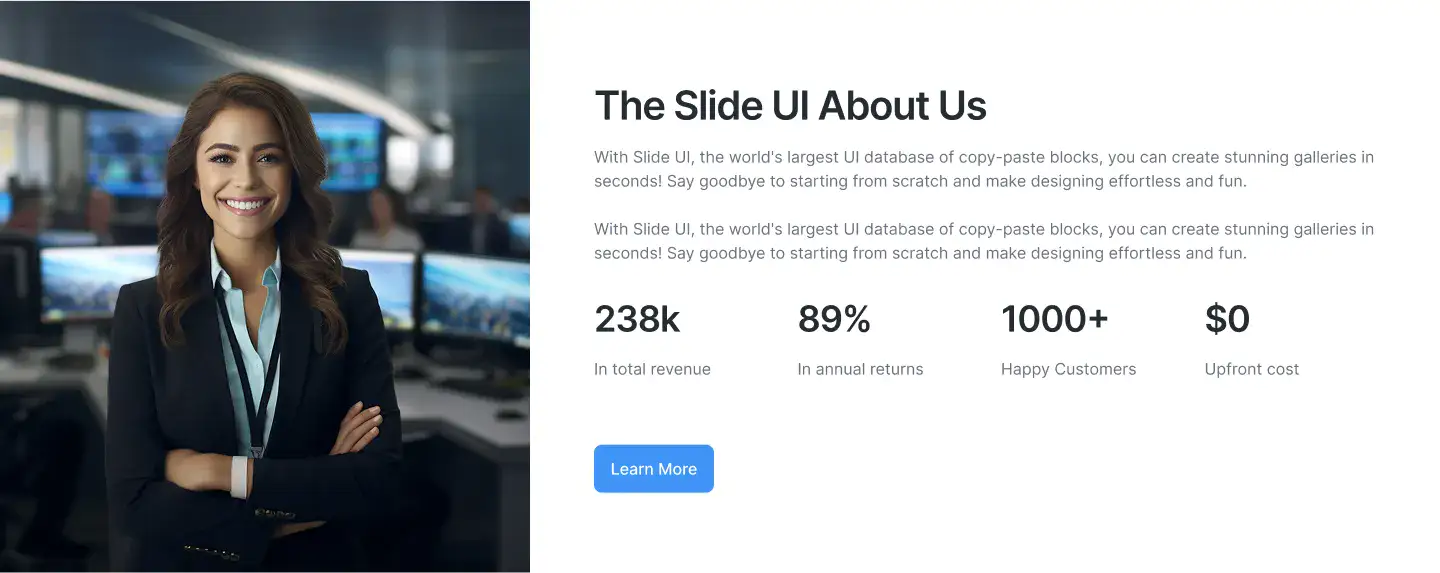 The Slide UI About Us
With Slide UI, the world's largest UI database of copy-paste blocks, you can create stunning galleries in
seconds! Say goodbye to starting from scratch and make designing effortless and fun.
With Slide UI, the world's largest UI database of copy-paste blocks, you can create stunning galleries in
seconds! Say goodbye to starting from scratch and make designing effortless and fun.
238k 89% 1000+ $0
In total revenue In annual returns Happy Customers Upfront cost
Learn More